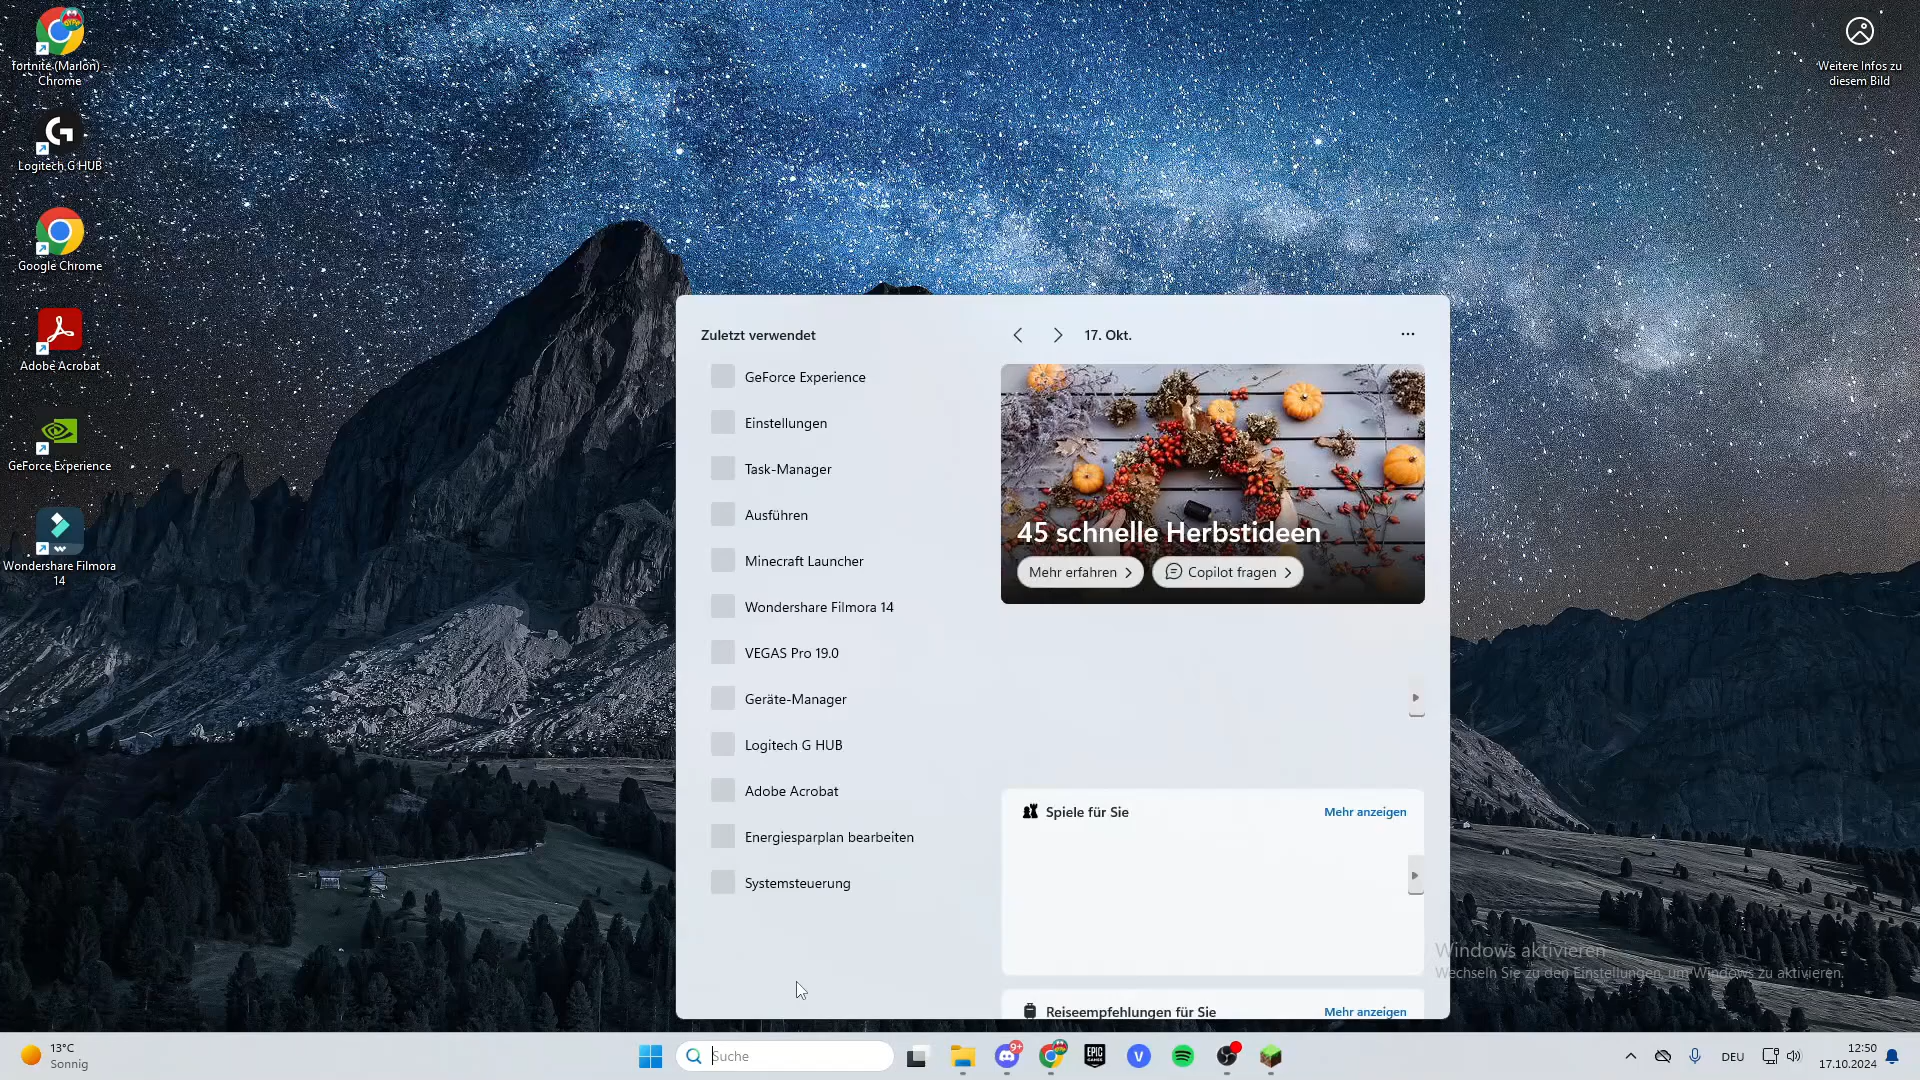 fortnite (Marlon) -
Chrome
Logitech G HUB
Google Chrome
Adobe Acrobat
GeForce Experience
Wondershare Filmora
14
Weitere Infos zu
diesem Bild
Zuletzt verwendet
GeForce Experience
Einstellungen
Task-Manager
Ausführen
Minecraft Launcher
Wondershare Filmora 14
VEGAS Pro 19.0
Geräte-Manager
Logitech G HUB
Adobe Acrobat
Energiesparplan bearbeiten
Systemsteuerung
17. Okt.
45 schnelle Herbstideen
Mehr erfahren
Copilot fragen
Spiele für Sie
Mehr anzeigen
Reiseempfehlungen für Sie
Mehr anzeigen
Windows aktivieren
Wechseln Sie zu den Einstellungen, um Windows zu aktivieren.
13°C
Sonnig
Suche
9+
EPIC
GAMES
V
DEU
12:50
17.10.2024